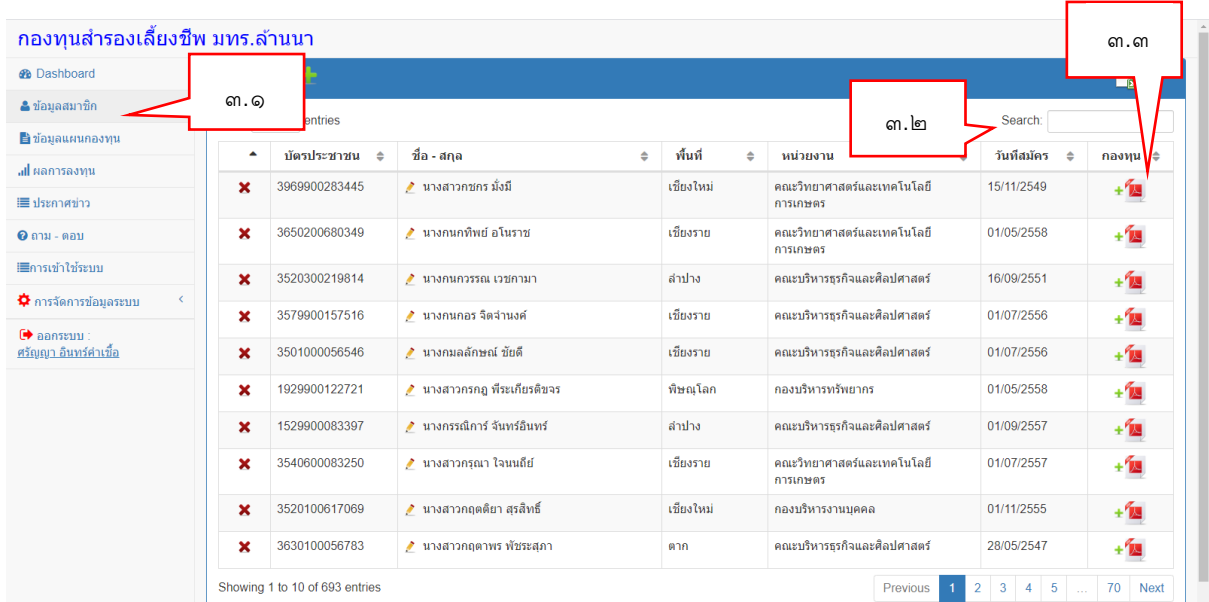 กองทุนสำรองเลี้ยงชีพ มทร.ล้านนา
๓.๓
Dashboard
ข้อมูลสมาชิก
ข้อมูลแผนกองทุน
ผลการลงทุน
ประกาศข่าว
ถาม - ตอบ
การเข้าใช้ระบบ
การจัดการข้อมูลระบบ
ออกระบบ :
ศรัญญา อินทร์คำเชื้อ
๓.๑
๓.๒
entries
Search:
บัตรประชาชน ชื่อ - สกุล พื้นที่ หน่วยงาน วันที่สมัคร กองทุน
3969900283445 นางสาวกชกร มั่งมี เชียงใหม่ คณะวิทยาศาสตร์และเทคโนโลยี 15/11/2549
การเกษตร
3650200680349 นางกนกทิพย์ อโนราช เชียงราย คณะวิทยาศาสตร์และเทคโนโลยี 01/05/2558
การเกษตร
3520300219814 นางกนกวรรณ เวชกามา ลำปาง คณะบริหารธุรกิจและศิลปศาสตร์ 16/09/2551
3579900157516 นางกนกอร จิตจำนงค์ เชียงราย คณะบริหารธุรกิจและศิลปศาสตร์ 01/07/2556
3501000056546 นางกมลลักษณ์ ชัยดี เชียงราย คณะบริหารธุรกิจและศิลปศาสตร์ 01/07/2556
1929900122721 นางสาวกรกฎ พีระเกียรติขจร พิษณุโลก กองบริหารทรัพยากร 01/05/2558
1529900083397 นางกรรณิการ์ จันทร์อินทร์ ลำปาง คณะบริหารธุรกิจและศิลปศาสตร์ 01/09/2557
3540600083250 นางสาวกรุณา ใจนนถีย์ เชียงราย คณะวิทยาศาสตร์และเทคโนโลยี 01/07/2557
การเกษตร
3520100617069 นางสาวกฤตติยา สุรสิทธิ์ เชียงใหม่ กองบริหารงานบุคคล 01/11/2555
3630100056783 นางสาวกฤตาพร พัชระสุภา ตาก คณะบริหารธุรกิจและศิลปศาสตร์ 28/05/2547
Showing 1 to 10 of 693 entries
Previous 1 2 3 4 5 ... 70 Next